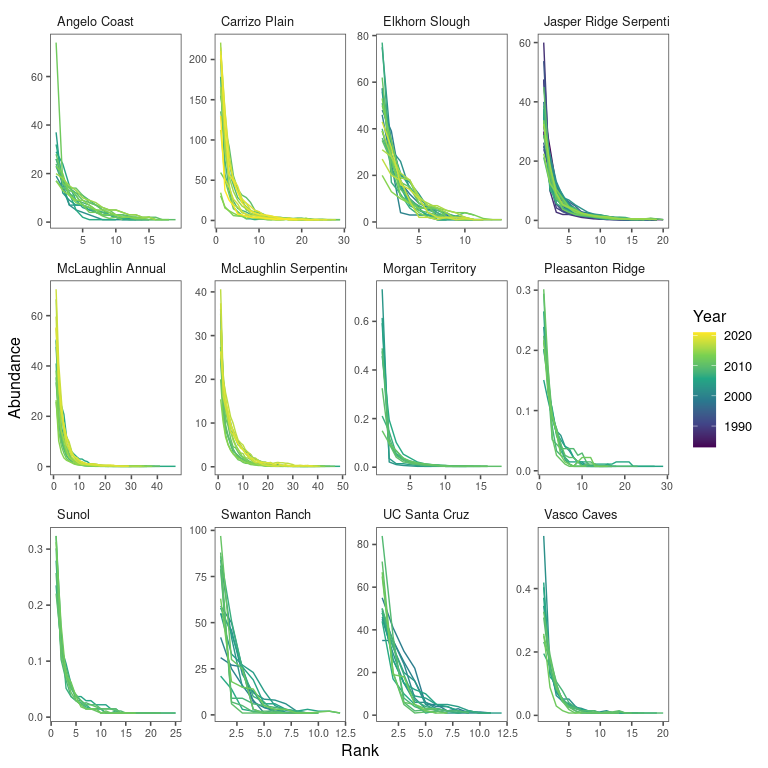 Angelo Coast Carrizo Plain Elkhorn Slough Jasper Ridge Serpenti
60 40 20 0
200 150 100 50 0
80 60 40 20 0
60 40 20 0
5 10 15
0 10 20 30
5 10
5 10 15 20
McLaughlin Annual McLaughlin Serpentine Morgan Territory Pleasanton Ridge
60 40 20 0
40 30 20 10 0
0.6 0.4 0.2 0.0
0.3 0.2 0.1 0.0
0 10 20 30 40
0 10 20 30 40 50
5 10 15
0 10 20 30
Sunol Swanton Ranch UC Santa Cruz Vasco Caves
0.3 0.2 0.1 0.0
100 75 50 25 0
80 60 40 20 0
0.4 0.2 0.0
0 5 10 15 20 25
2.5 5.0 7.5 10.0 12.5
2.5 5.0 7.5 10.0 12.5
0 5 10 15 20
Abundance
Rank
Year
2020
2010
2000
1990